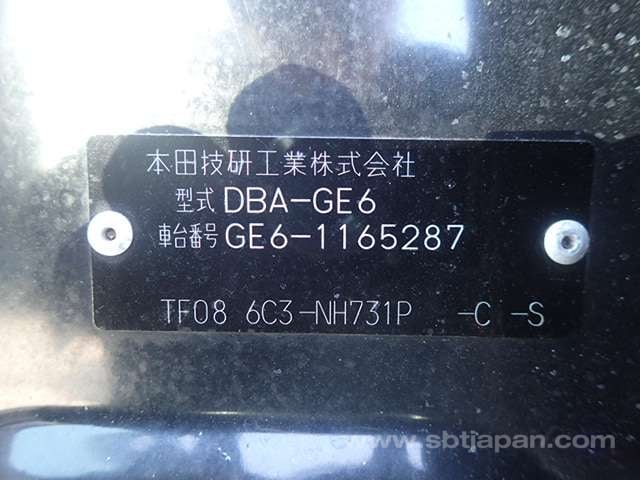 本田技研工業株式会社
型式 DBA-GE6
車台番号 GE6-1165287
TF08 6C3-NH731P -C -S
www.sbtjapan.com